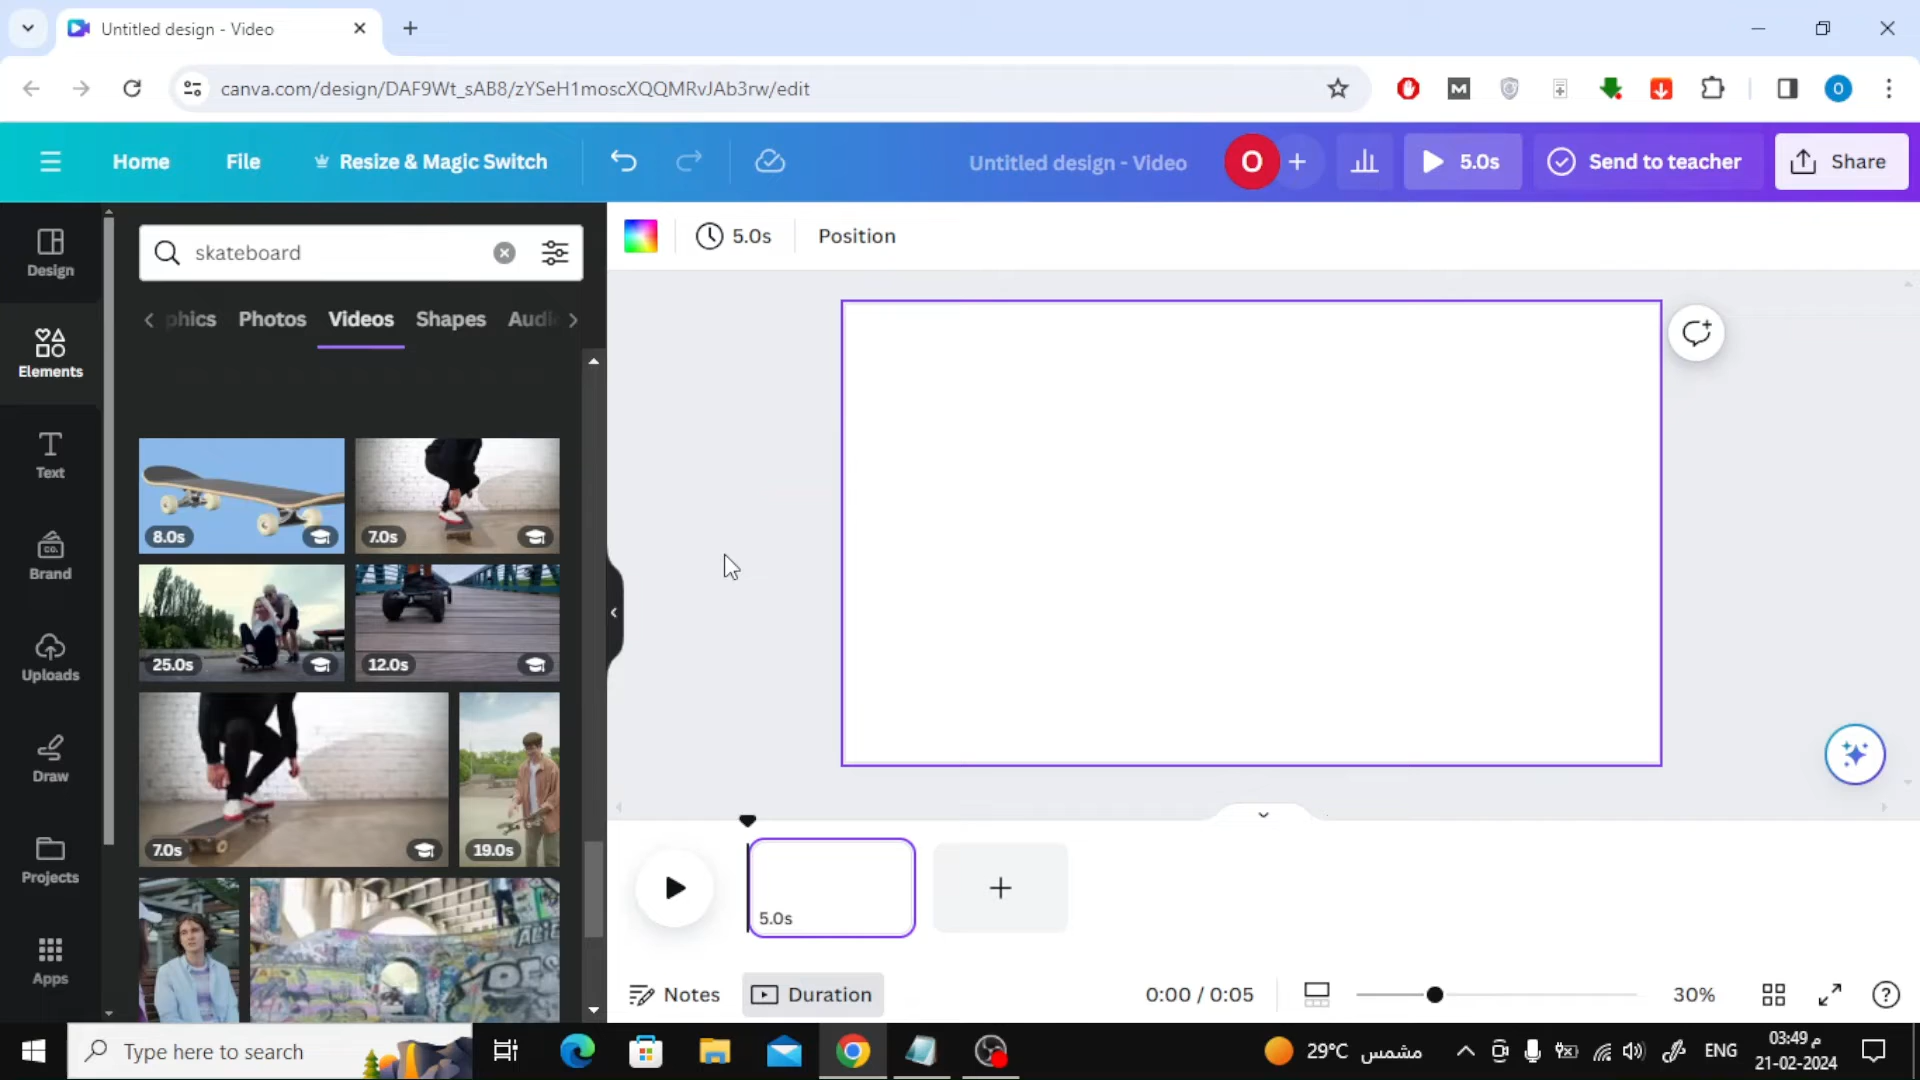 Untitled design - Video
canva.com/design/DAF9Wt_sAB8/zYSeH1moscXQQMRvJAb3rw/edit
O
Home
File
Resize & Magic Switch
Untitled design - Video
O
5.0s
Send to teacher
Share
Design
Elements
Text
Brand
CO.
Uploads
Draw
Projects
Apps
skateboard
phics
Photos
Videos
Shapes
Audi
8.0s
7.0s
25.0s
12.0s
7.0s
19.0s
5.0s
Position
5.0s
Notes
Duration
0:00 / 0:05
30%
Type here to search
29°C مشمس
ENG
03:49 م
21-02-2024